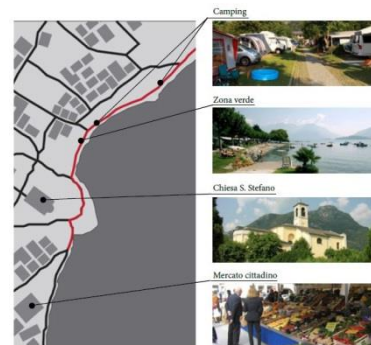 Camping
Zona verde
Chiesa S. Stefano
Mercato cittadino